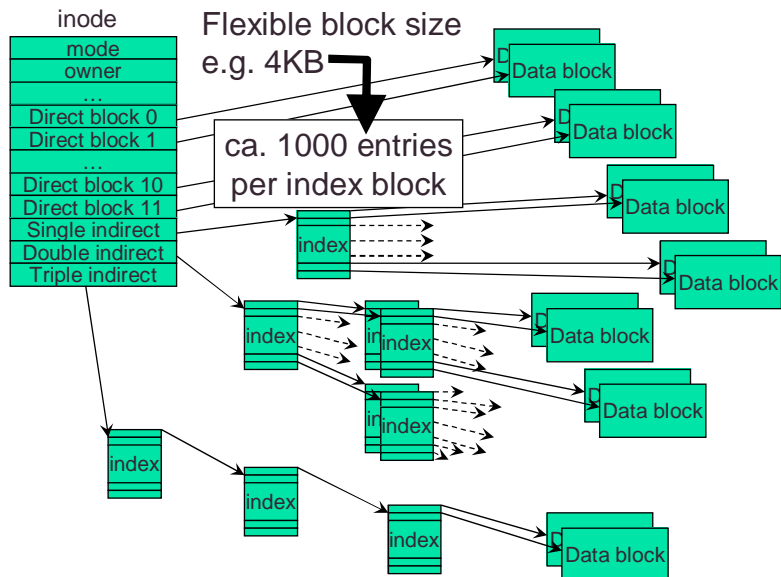 inode
Flexible block size
e.g. 4KB
mode
owner
...
Direct block 0
Direct block 1
...
Direct block 10
Direct block 11
Single indirect
Double indirect
Triple indirect
ca. 1000 entries
per index block
D
Data block
D
Data block
D
Data block
D
Data block
index
index
in
index
in
index
D
Data block
D
Data block
index
index
index
D
Data block